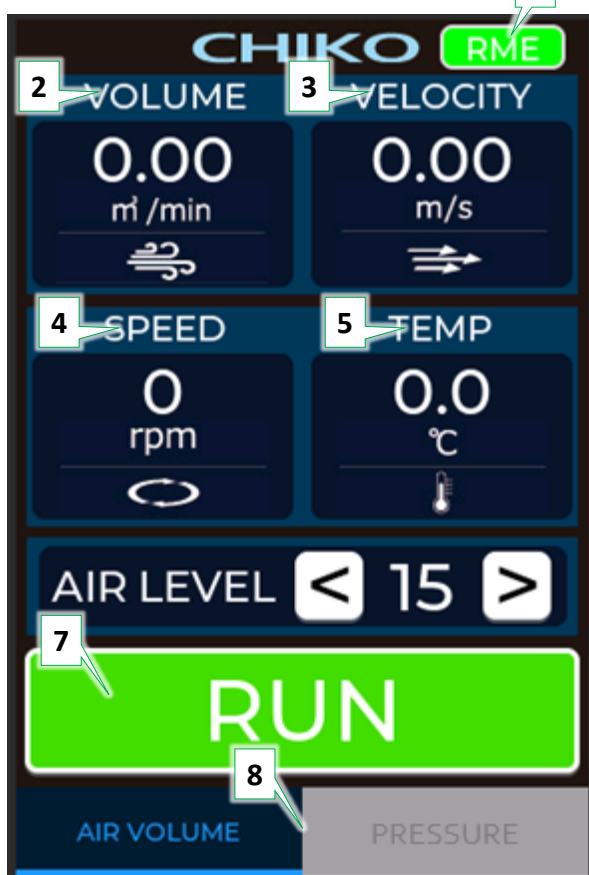 CHIKO RME
2 VOLUME
3 VELOCITY
0.00
㎥/min
0.00
m/s
4 SPEED
5 TEMP
0
rpm
0.0
℃
AIR LEVEL < 15 >
7
RUN
8
AIR VOLUME
PRESSURE